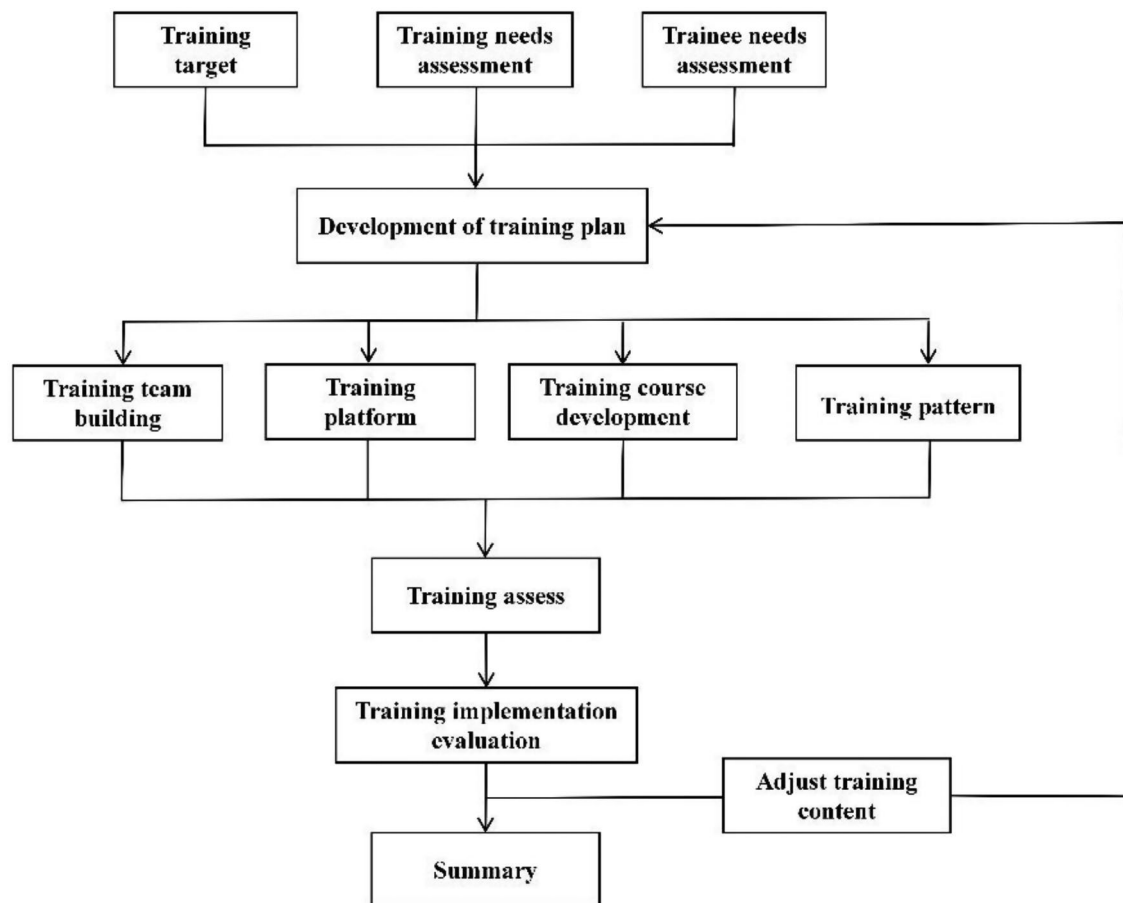 Training
target
Training needs
assessment
Trainee needs
assessment
Development of training plan
Training team
building
Training
platform
Training course
development
Training pattern
Training assess
Training implementation
evaluation
Adjust training
content
Summary